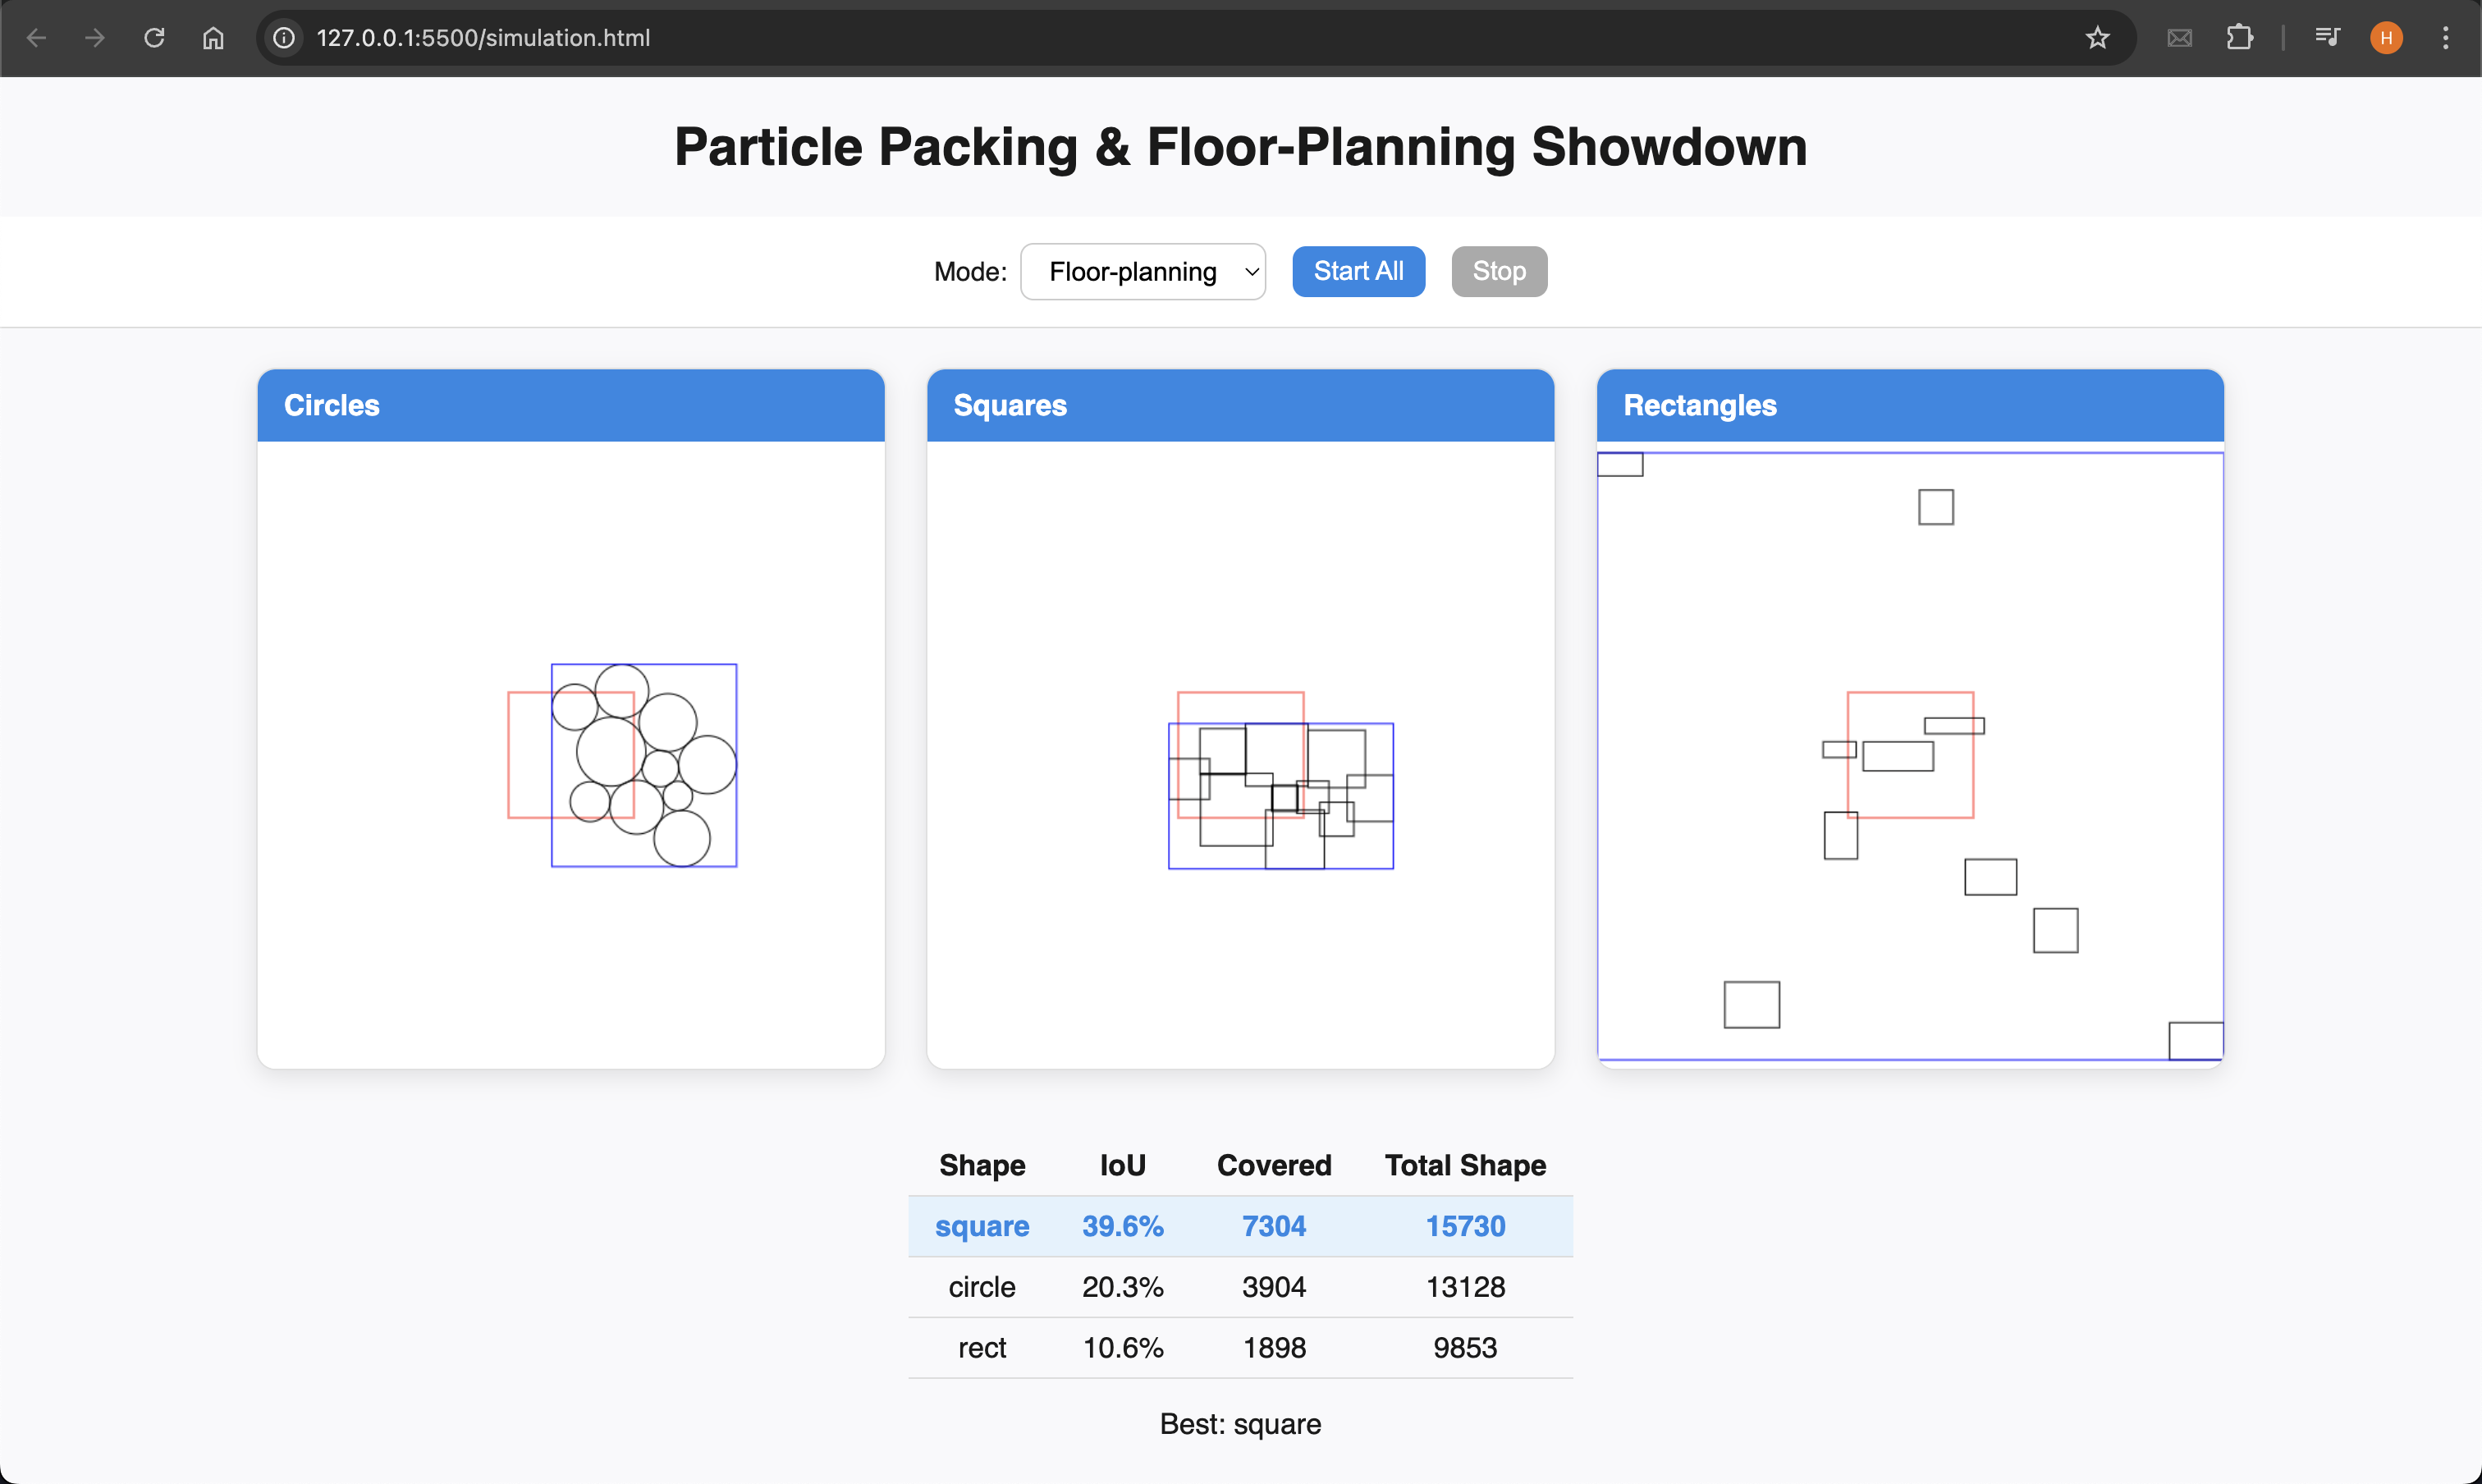 127.0.0.1:5500/simulation.html
H
Particle Packing & Floor-Planning Showdown
Mode: Floor-planning Start All Stop
Circles
Squares
Rectangles
Shape IoU Covered Total Shape
square 39.6% 7304 15730
circle 20.3% 3904 13128
rect 10.6% 1898 9853
Best: square